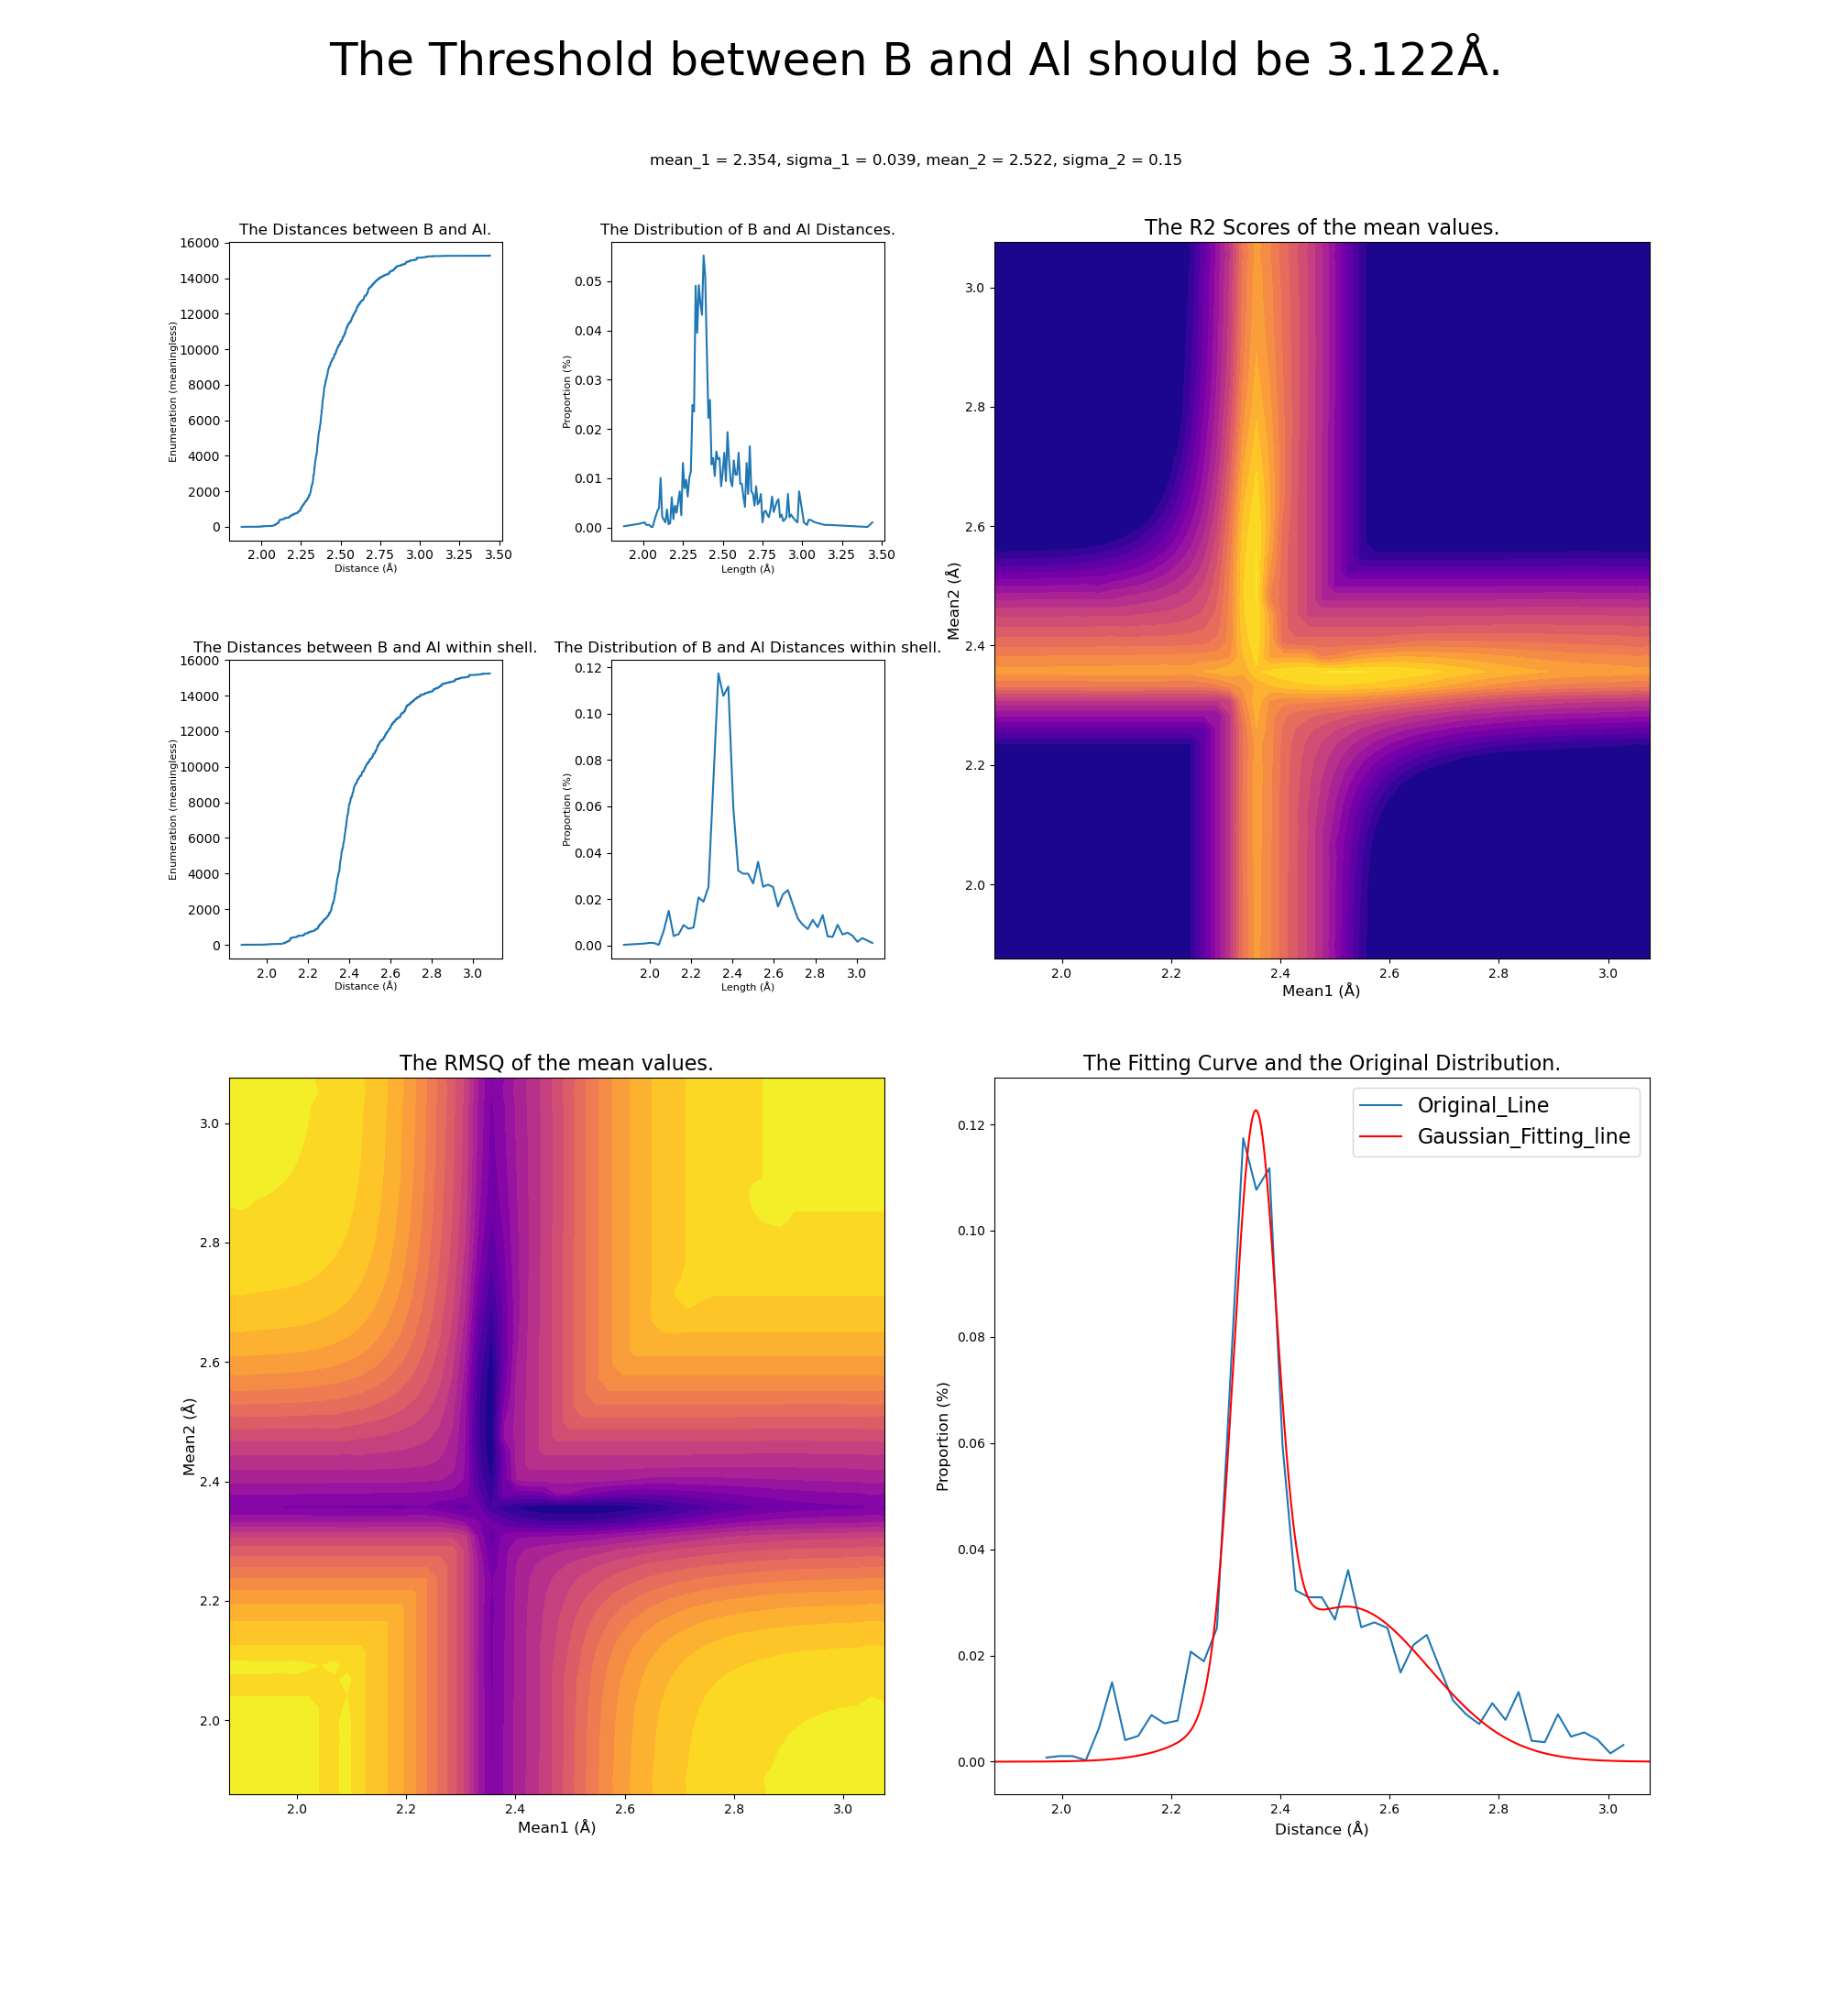 The Threshold between B and Al should be 3.122Å.
mean_1 = 2.354, sigma_1 = 0.039, mean_2 = 2.522, sigma_2 = 0.15
The Distances between B and Al.
Enumeration (meaningless)
16000
14000
12000
10000
8000
6000
4000
2000
0
2.00 2.25 2.50 2.75 3.00 3.25 3.50
Distance (Å)
The Distribution of B and Al Distances.
Proportion (%)
0.05
0.04
0.03
0.02
0.01
0.00
2.00 2.25 2.50 2.75 3.00 3.25 3.50
Length (Å)
The R2 Scores of the mean values.
Mean2 (Å)
3.0
2.8
2.6
2.4
2.2
2.0
2.0 2.2 2.4 2.6 2.8 3.0
Mean1 (Å)
The Distances between B and Al within shell.
Enumeration (meaningless)
16000
14000
12000
10000
8000
6000
4000
2000
0
2.0 2.2 2.4 2.6 2.8 3.0
Distance (Å)
The Distribution of B and Al Distances within shell.
Proportion (%)
0.12
0.10
0.08
0.06
0.04
0.02
0.00
2.0 2.2 2.4 2.6 2.8 3.0
Length (Å)
The RMSQ of the mean values.
Mean2 (Å)
3.0
2.8
2.6
2.4
2.2
2.0
2.0 2.2 2.4 2.6 2.8 3.0
Mean1 (Å)
The Fitting Curve and the Original Distribution.
Original_Line
Gaussian_Fitting_line
Proportion (%)
0.12
0.10
0.08
0.06
0.04
0.02
0.00
2.0 2.2 2.4 2.6 2.8 3.0
Distance (Å)